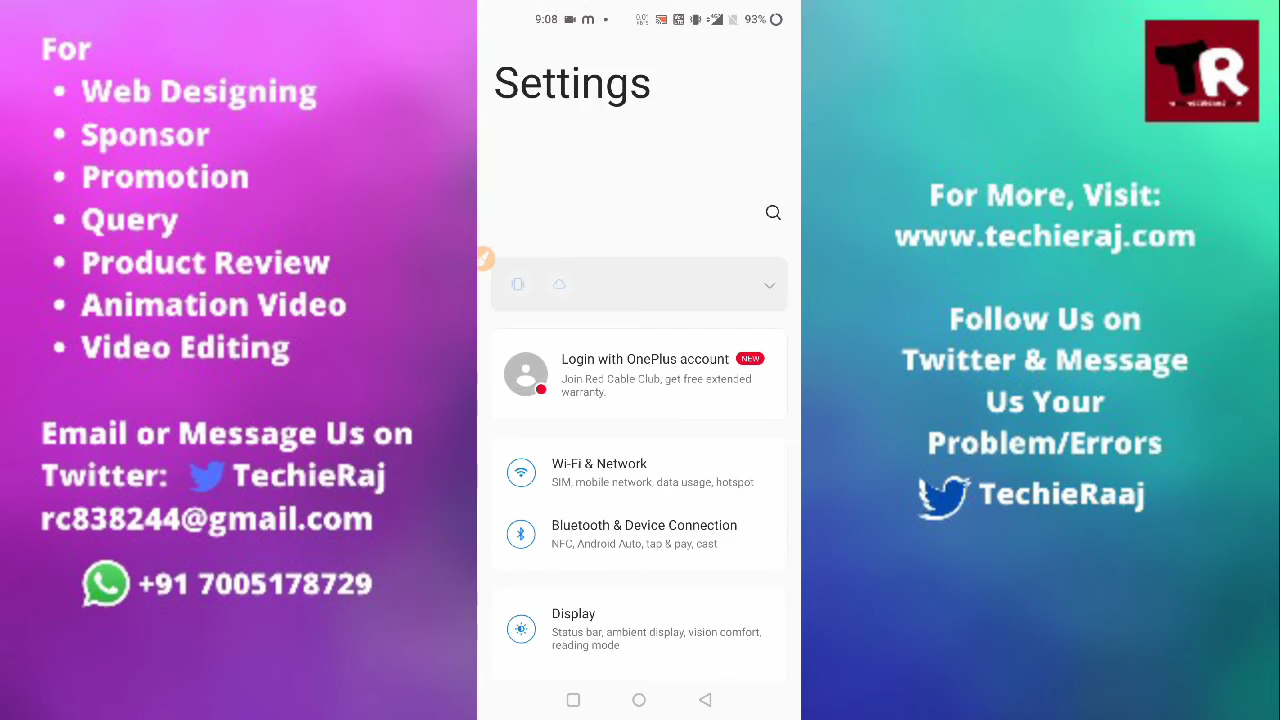 For
• Web Designing
• Sponsor
• Promotion
• Query
• Product Review
• Animation Video
• Video Editing
Email or Message Us on
Twitter: TechieRaj
rc838244@gmail.com
+91 7005178729
9:08
93%
Settings
Login with OnePlus account NEW
Join Red Cable Club, get free extended
warranty.
Wi-Fi & Network
SIM, mobile network, data usage, hotspot
Bluetooth & Device Connection
NFC, Android Auto, tap & pay, cast
Display
Status bar, ambient display, vision comfort,
reading mode
TR
For More, Visit:
www.techieraj.com
Follow Us on
Twitter & Message
Us Your
Problem/Errors
TechieRaaj